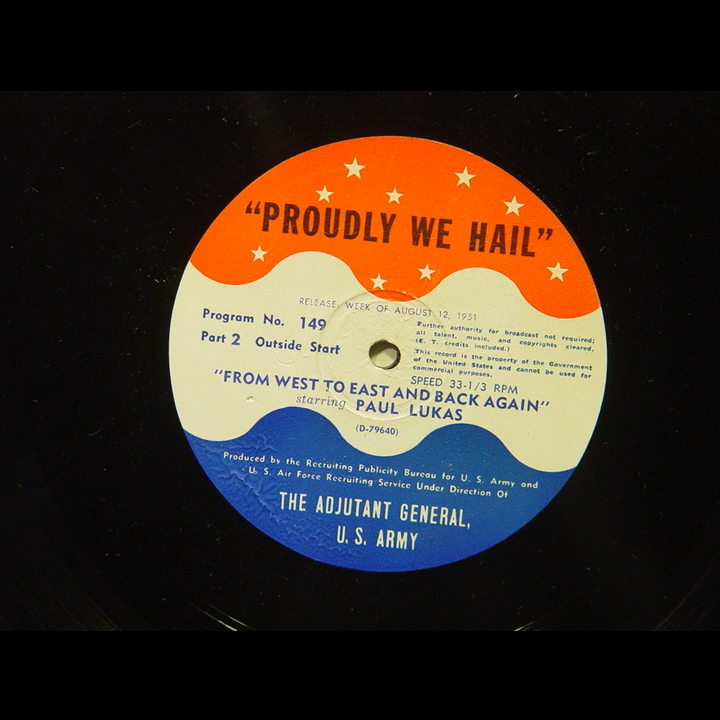 "PROUDLY WE HAIL"
RELEASE, WEEK OF AUGUST 12, 1951
Program No. 149
Part 2 Outside Start
Further authority for broadcast not required;
all talent, music, and copyrights cleared,
(E. T. credits included.)
This record is the property of the Government
of the United States and cannot be used for
commercial purposes.
SPEED 33-1/3 RPM
"FROM WEST TO EAST AND BACK AGAIN"
starring PAUL LUKAS
(D-79640)
Produced by the Recruiting Publicity Bureau for U. S. Army and
U. S. Air Force Recruiting Service Under Direction Of
THE ADJUTANT GENERAL,
U. S. ARMY